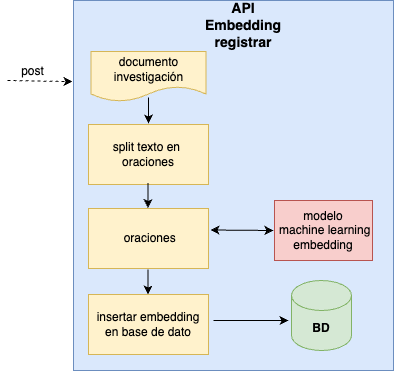 API
Embedding
registrar
post
documento
investigación
split texto en
oraciones
oraciones
modelo
machine learning
embedding
insertar embedding
en base de dato
BD